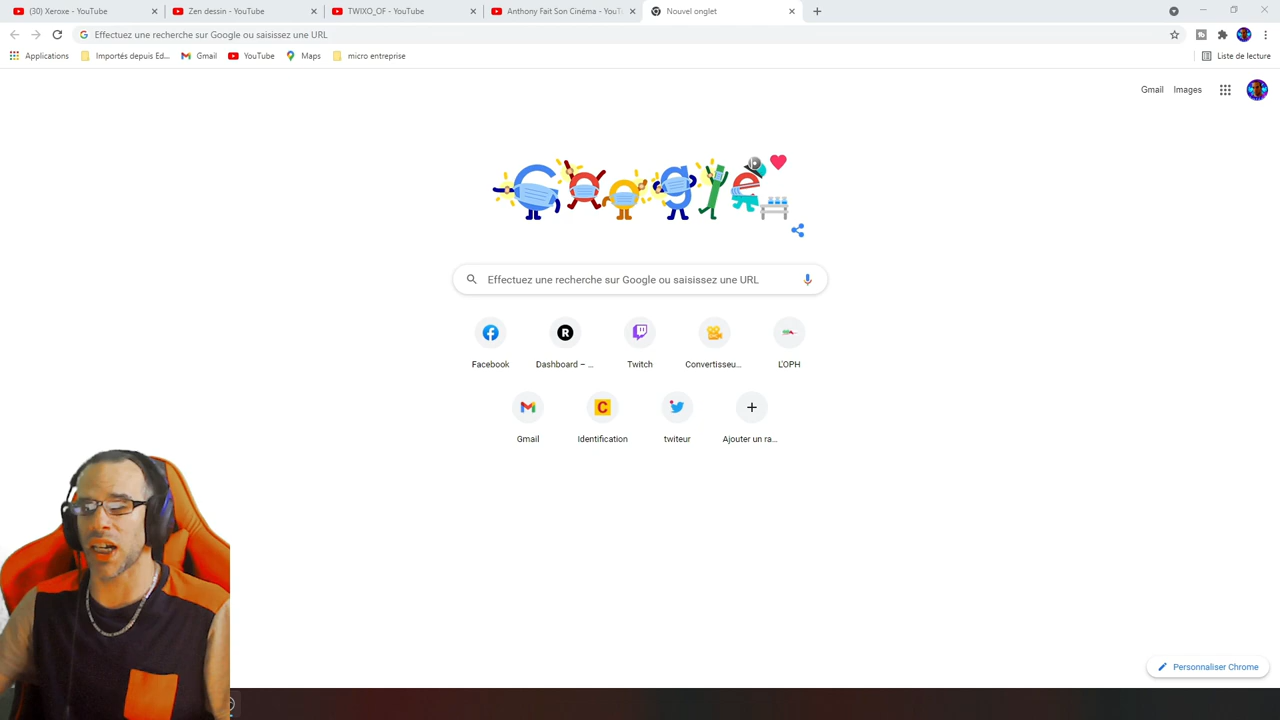 (30) Xeroxe - YouTube
Zen dessin - YouTube
TWIXO_OF - YouTube
Anthony Fait Son Cinéma - YouT
Nouvel onglet
Effectuez une recherche sur Google ou saisissez une URL
Applications
Importés depuis Ed...
Gmail
YouTube
Maps
micro entreprise
Liste de lecture
Gmail
Images
Google
Effectuez une recherche sur Google ou saisissez une URL
Facebook
Dashboard – ...
Twitch
Convertisseu...
L'OPH
Gmail
Identification
twiteur
Ajouter un ra...
Personnaliser Chrome